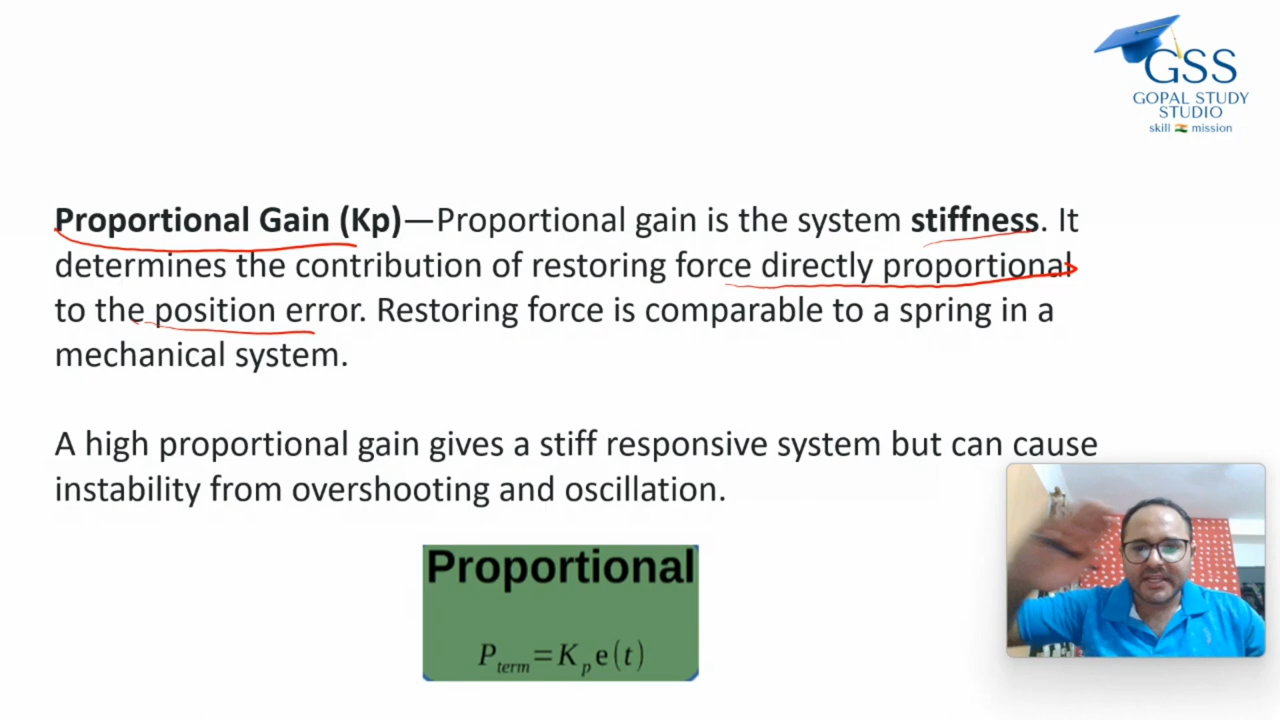 GSS
GOPAL STUDY
STUDIO
skill mission
Proportional Gain (Kp)—Proportional gain is the system stiffness. It
determines the contribution of restoring force directly proportional
to the position error. Restoring force is comparable to a spring in a
mechanical system.
A high proportional gain gives a stiff responsive system but can cause
instability from overshooting and oscillation.
Proportional
P_term=K_p e(t)